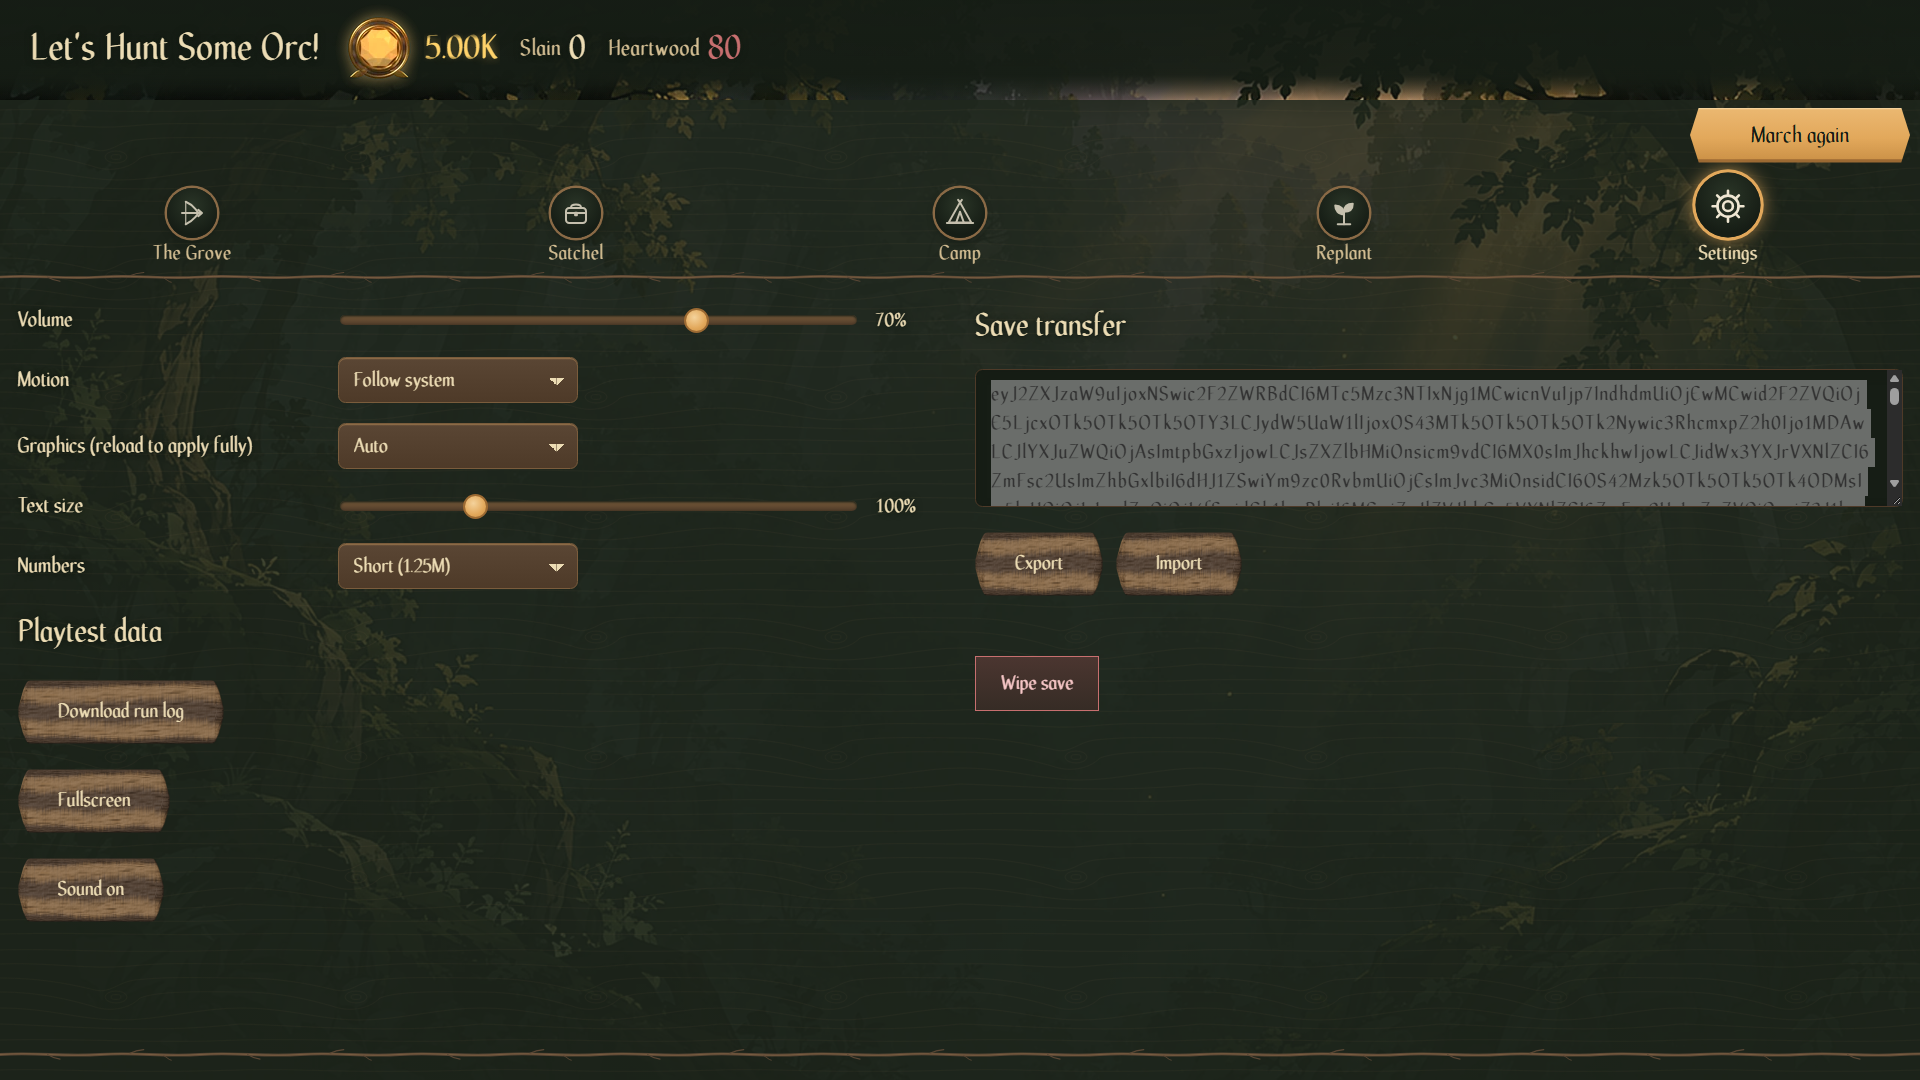 Let's Hunt Some Orc!
5.00K
Slain 0
Heartwood 80
March again
The Grove
Satchel
Camp
Replant
Settings
Volume
70%
Motion
Follow system
Graphics (reload to apply fully)
Auto
Text size
100%
Numbers
Short (1.25M)
Playtest data
Download run log
Fullscreen
Sound on
Save transfer
Export
Import
Wipe save